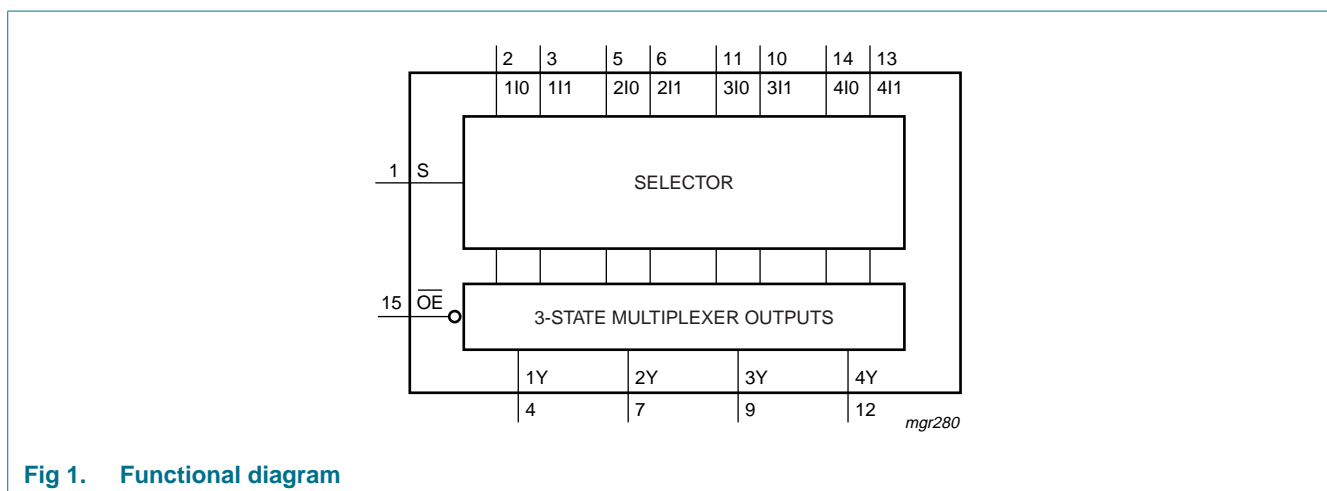 2 3 5 6 11 10 14 13
1I0 1I1 2I0 2I1 3I0 3I1 4I0 4I1
1 S
SELECTOR
15 OE
3-STATE MULTIPLEXER OUTPUTS
1Y 2Y 3Y 4Y
4 7 9 12
mgr280
Fig 1. Functional diagram